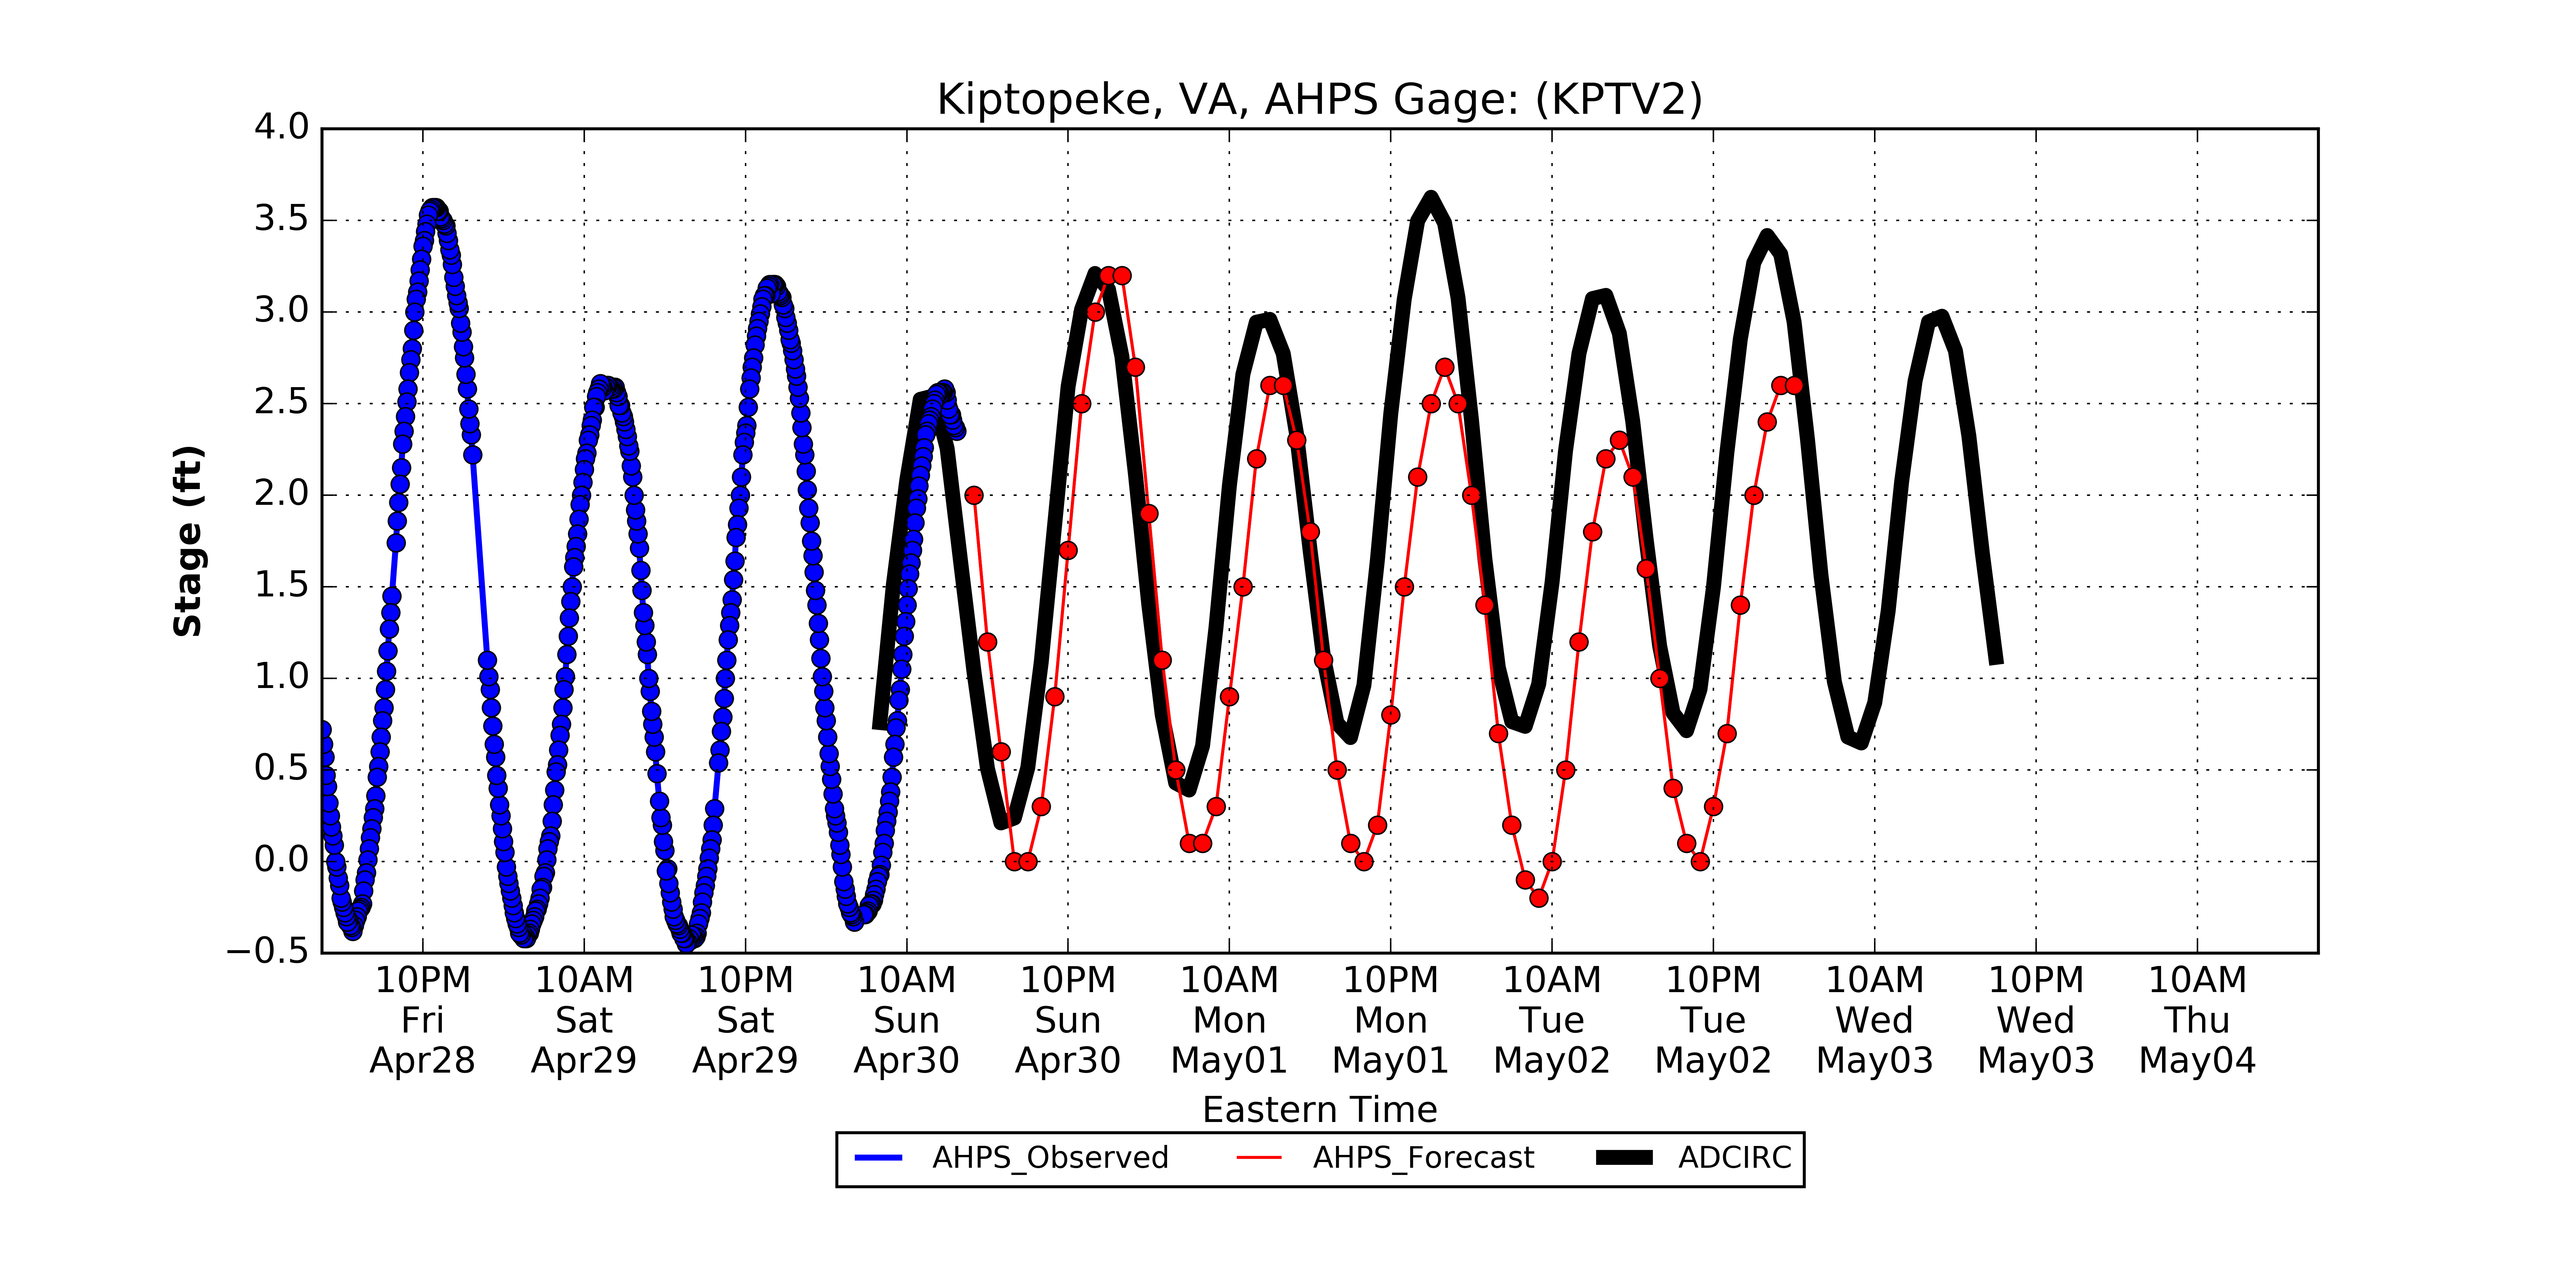 Kiptopeke, VA, AHPS Gage: (KPTV2)
4.0
3.5
3.0
2.5
2.0
1.5
1.0
0.5
0.0
−0.5
Stage (ft)
10PM 10AM 10PM 10AM 10PM 10AM 10PM 10AM 10PM 10AM 10PM 10AM
Fri Sat Sat Sun Sun Mon Mon Tue Tue Wed Wed Thu
Apr28 Apr29 Apr29 Apr30 Apr30 May01 May01 May02 May02 May03 May03 May04
Eastern Time
AHPS_Observed AHPS_Forecast ADCIRC